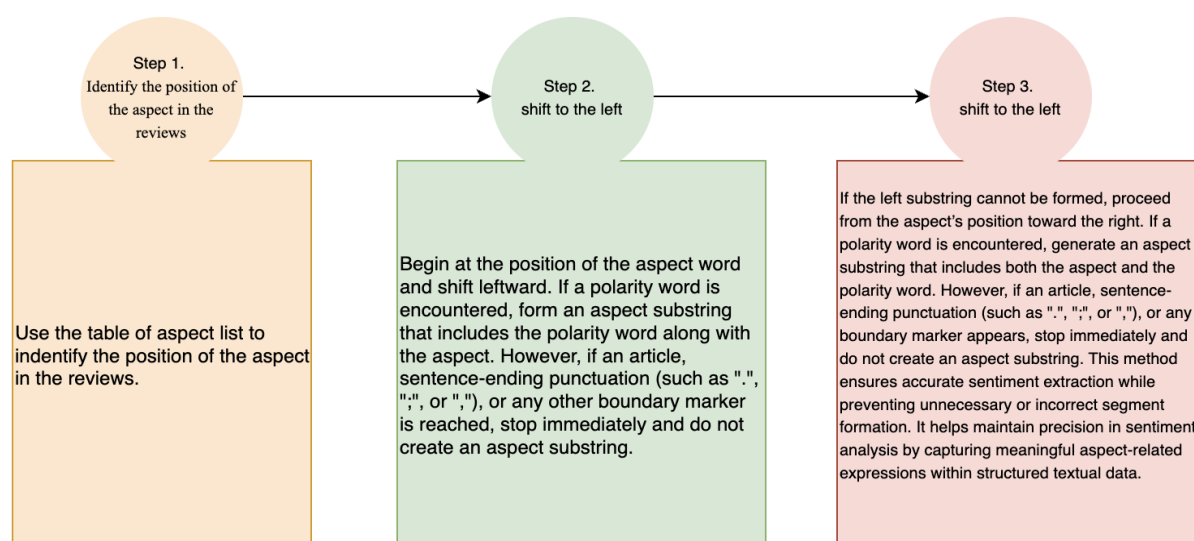 Step 1.
Identify the position of
the aspect in the
reviews
Step 2.
shift to the left
Step 3.
shift to the left
Use the table of aspect list to
indentify the position of the aspect
in the reviews.
Begin at the position of the aspect word
and shift leftward. If a polarity word is
encountered, form an aspect substring
that includes the polarity word along with
the aspect. However, if an article,
sentence-ending punctuation (such as ".",
";", or ","), or any other boundary marker
is reached, stop immediately and do not
create an aspect substring.
If the left substring cannot be formed, proceed
from the aspect's position toward the right. If a
polarity word is encountered, generate an aspect
substring that includes both the aspect and the
polarity word. However, if an article, sentence-
ending punctuation (such as ".", ";", or ","), or any
boundary marker appears, stop immediately and
do not create an aspect substring. This method
ensures accurate sentiment extraction while
preventing unnecessary or incorrect segment
formation. It helps maintain precision in sentiment
analysis by capturing meaningful aspect-related
expressions within structured textual data.